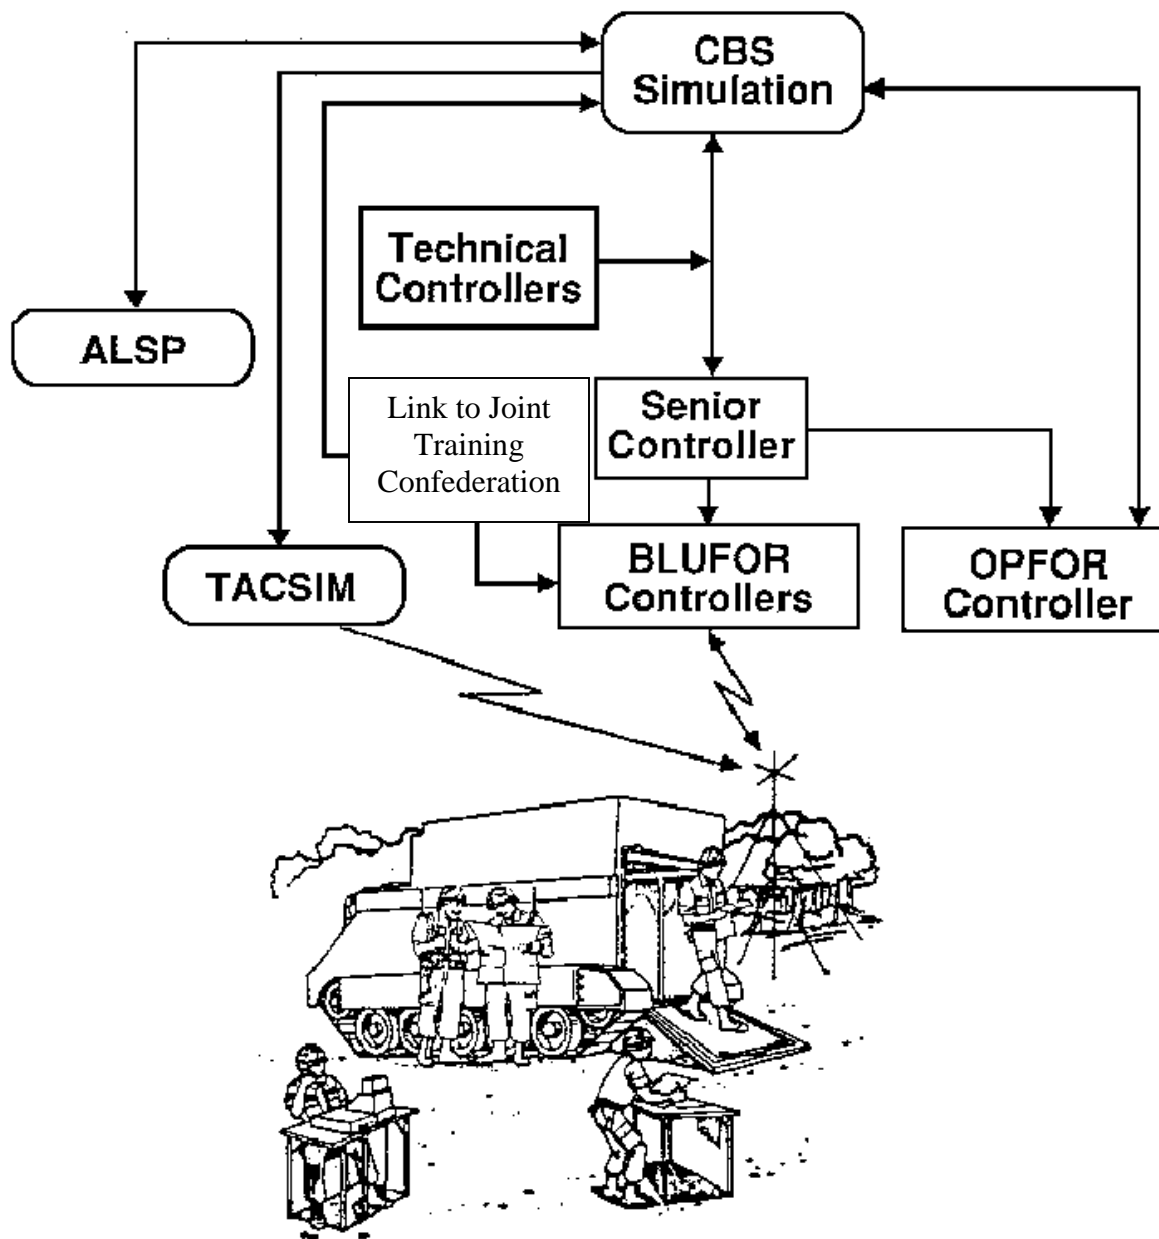 CBS
Simulation
Technical
Controllers
ALSP
Link to Joint
Training
Confederation
Senior
Controller
TACSIM
BLUFOR
Controllers
OPFOR
Controller